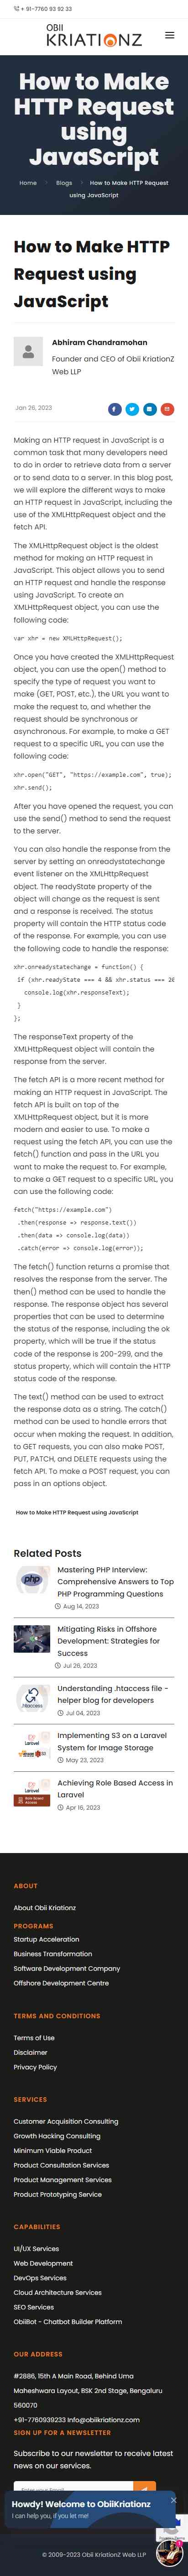 + 91-7760 93 92 33
OBII
KRIATIONZ
How to Make
HTTP Request
using
JavaScript
Home
Blogs
How to Make HTTP Request
using JavaScript
How to Make HTTP
Request using
JavaScript
Abhiram Chandramohan
Founder and CEO of Obii KriationZ
Web LLP
Jan 26, 2023
Making an HTTP request in JavaScript is a
common task that many developers need
to do in order to retrieve data from a server
or to send data to a server. In this blog post,
we will explore the different ways to make
an HTTP request in JavaScript, including the
use of the XMLHttpRequest object and the
fetch API.
The XMLHttpRequest object is the oldest
method for making an HTTP request in
JavaScript. This object allows you to send
an HTTP request and handle the response
using JavaScript. To create an
XMLHttpRequest object, you can use the
following code:
var xhr = new XMLHttpRequest();
Once you have created the XMLHttpRequest
object, you can use the open() method to
specify the type of request you want to
make (GET, POST, etc.), the URL you want to
make the request to, and whether the
request should be synchronous or
asynchronous. For example, to make a GET
request to a specific URL, you can use the
following code:
xhr.open("GET", "https://example.com", true);
xhr.send();
After you have opened the request, you can
use the send() method to send the request
to the server.
You can also handle the response from the
server by setting an onreadystatechange
event listener on the XMLHttpRequest
object. The readyState property of the
object will change as the request is sent
and a response is received. The status
property will contain the HTTP status code
of the response. For example, you can use
the following code to handle the response:
xhr.onreadystatechange = function() {
if (xhr.readyState === 4 && xhr.status === 20
console.log(xhr.responseText);
}
};
The responseText property of the
XMLHttpRequest object will contain the
response from the server.
The fetch API is a more recent method for
making an HTTP request in JavaScript. The
fetch API is built on top of the
XMLHttpRequest object, but it is more
modern and easier to use. To make a
request using the fetch API, you can use the
fetch() function and pass in the URL you
want to make the request to. For example,
to make a GET request to a specific URL, you
can use the following code:
fetch("https://example.com")
.then(response => response.text())
.then(data => console.log(data))
.catch(error => console.log(error));
The fetch() function returns a promise that
resolves the response from the server. The
then() method can be used to handle the
response. The response object has several
properties that can be used to determine
the status of the response, including the ok
property, which will be true if the status
code of the response is 200-299, and the
status property, which will contain the HTTP
status code of the response.
The text() method can be used to extract
the response data as a string. The catch()
method can be used to handle errors that
occur when making the request. In addition,
to GET requests, you can also make POST,
PUT, PATCH, and DELETE requests using the
fetch API. To make a POST request, you can
pass in an options object.
How to Make HTTP Request using JavaScript
Related Posts
php
Mastering PHP Interview:
Comprehensive Answers to Top
PHP Programming Questions
Aug 14, 2023
Mitigating Risks in Offshore
Development: Strategies for
Success
Jul 26, 2023
.htaccess
Understanding .htaccess file -
helper blog for developers
Jul 04, 2023
Laravel
Implementing S3 on a Laravel
System for Image Storage
May 23, 2023
Laravel
Role Based
Access
Achieving Role Based Access in
Laravel
Apr 16, 2023
ABOUT
About Obii Kriationz
PROGRAMS
Startup Acceleration
Business Transformation
Software Development Company
Offshore Development Centre
TERMS AND CONDITIONS
Terms of Use
Disclaimer
Privacy Policy
SERVICES
Customer Acquisition Consulting
Growth Hacking Consulting
Minimum Viable Product
Product Consultation Services
Product Management Services
Product Prototyping Service
CAPABILITIES
UI/UX Services
Web Development
DevOps Services
Cloud Architecture Services
SEO Services
ObiiBot - Chatbot Builder Platform
OUR ADDRESS
#2886, 15th A Main Road, Behind Uma
Maheshwara Layout, BSK 2nd Stage, Bengaluru
560070
+91-7760939233 Info@obiikriationz.com
SIGN UP FOR A NEWSLETTER
Subscribe to our newsletter to receive latest
news on our services.
Howdy! Welcome to ObiiKriationz
I can help you, if you let me!
© 2009-2023 Obii KriationZ Web LLP